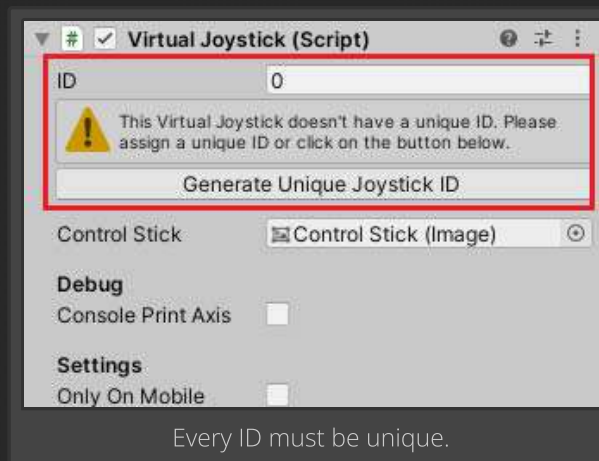 Virtual Joystick (Script)
ID 0
This Virtual Joystick doesn't have a unique ID. Please
assign a unique ID or click on the button below.
Generate Unique Joystick ID
Control Stick Control Stick (Image)
Debug
Console Print Axis
Settings
Only On Mobile
Every ID must be unique.